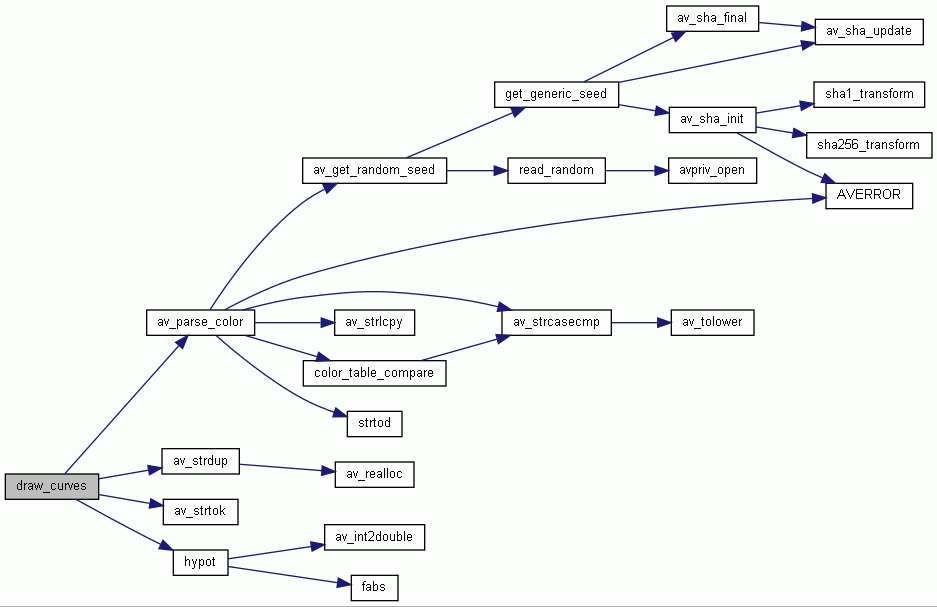 av_sha_final
av_sha_update
get_generic_seed
sha1_transform
av_sha_init
sha256_transform
av_get_random_seed
read_random
avpriv_open
AVERROR
av_parse_color
av_strlcpy
av_strcasecmp
av_tolower
color_table_compare
strtod
av_strdup
av_realloc
draw_curves
av_strtok
av_int2double
hypot
fabs